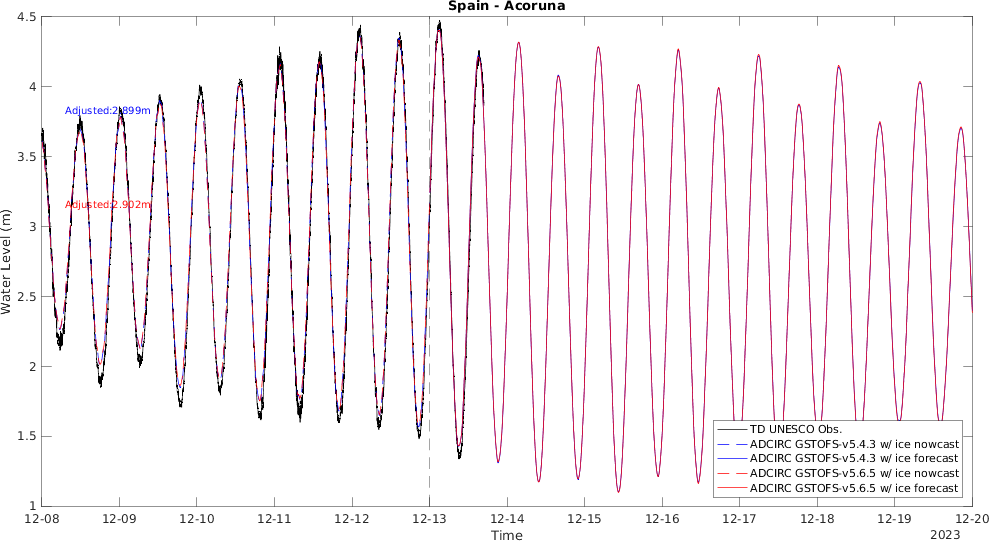 Spain - Acoruna
4.5
4
3.5
3
2.5
2
1.5
1
Water Level (m)
Adjusted:2.899m
Adjusted:2.902m
TD UNESCO Obs.
ADCIRC GSTOFS-v5.4.3 w/ ice nowcast
ADCIRC GSTOFS-v5.4.3 w/ ice forecast
ADCIRC GSTOFS-v5.6.5 w/ ice nowcast
ADCIRC GSTOFS-v5.6.5 w/ ice forecast
12-08 12-09 12-10 12-11 12-12 12-13 12-14 12-15 12-16 12-17 12-18 12-19 12-20
Time
2023